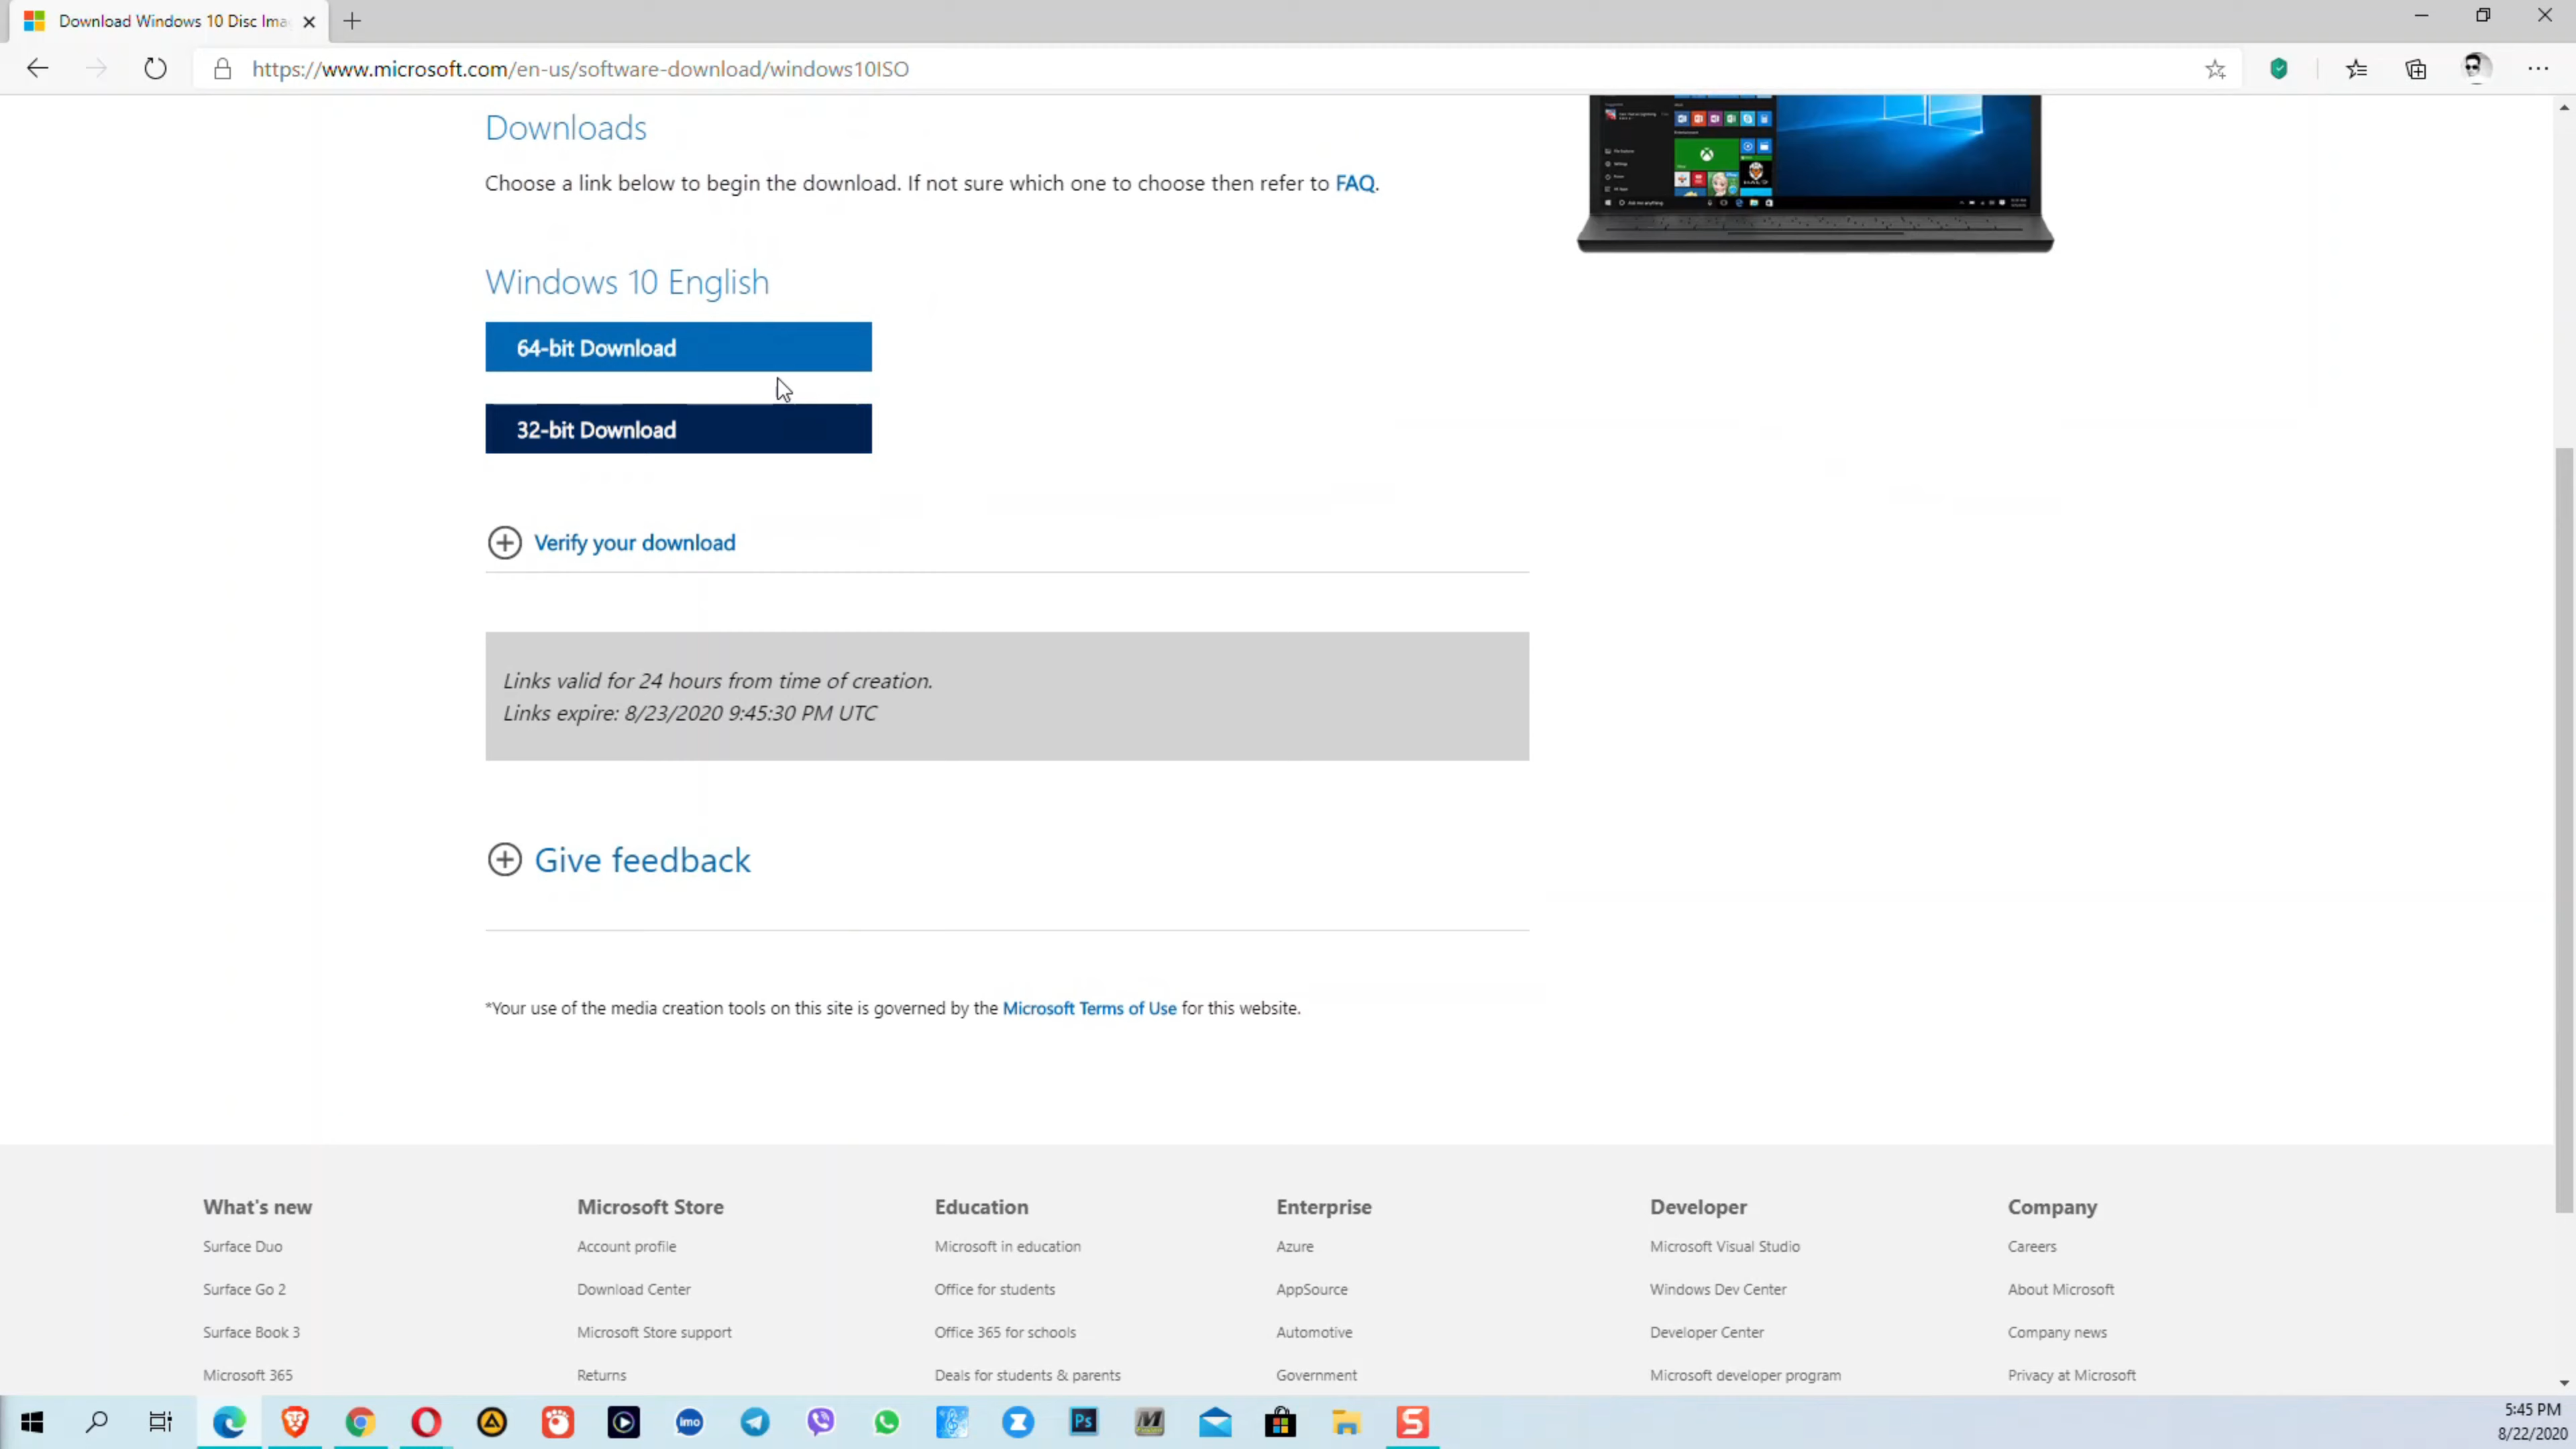 Download Windows 10 Disc Ima
https://www.microsoft.com/en-us/software-download/windows10ISO
Downloads
Choose a link below to begin the download. If not sure which one to choose then refer to FAQ.
Windows 10 English
64-bit Download
32-bit Download
Verify your download
Links valid for 24 hours from time of creation.
Links expire: 8/23/2020 9:45:30 PM UTC
Give feedback
*Your use of the media creation tools on this site is governed by the Microsoft Terms of Use for this website.
What's new
Surface Duo
Surface Go 2
Surface Book 3
Microsoft 365
Microsoft Store
Account profile
Download Center
Microsoft Store support
Returns
Education
Microsoft in education
Office for students
Office 365 for schools
Deals for students & parents
Enterprise
Azure
AppSource
Automotive
Government
Developer
Microsoft Visual Studio
Windows Dev Center
Developer Center
Microsoft developer program
Company
Careers
About Microsoft
Company news
Privacy at Microsoft
imo
Ps
5:45 PM
8/22/2020